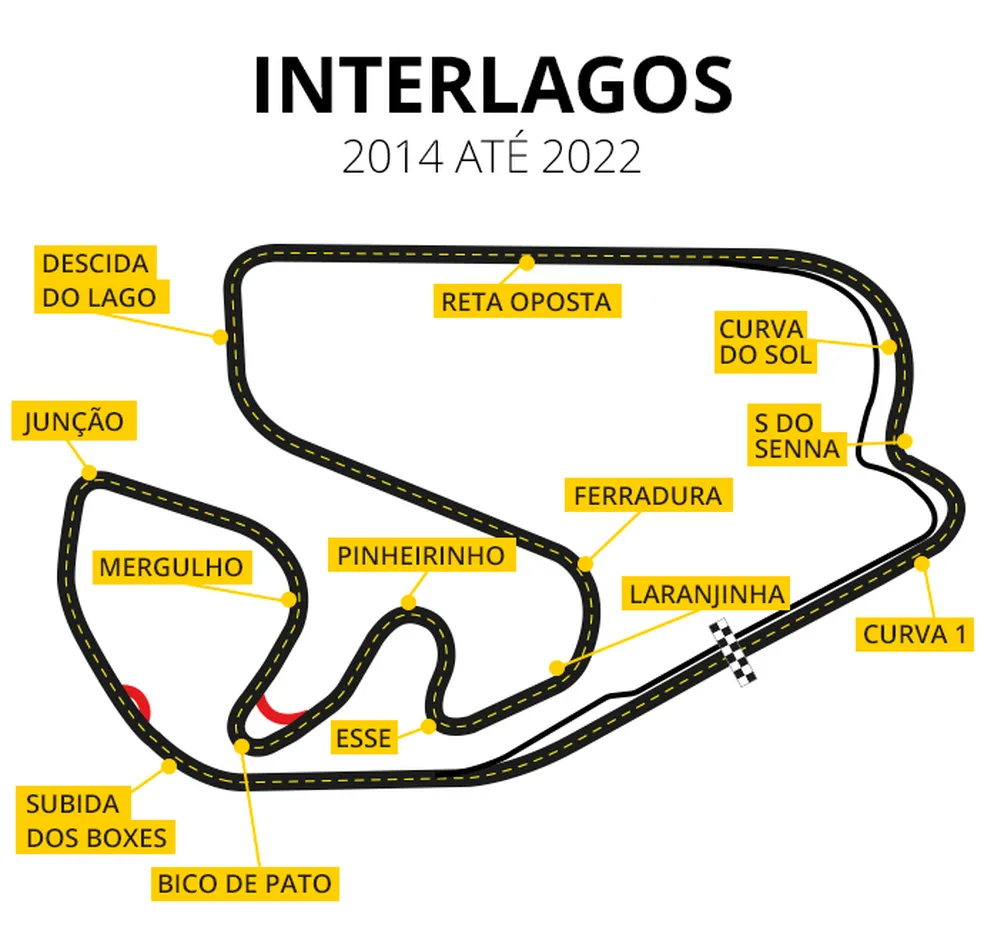 INTERLAGOS
2014 ATÉ 2022
DESCIDA
DO LAGO
RETA OPOSTA
CURVA
DO SOL
JUNÇÃO
S DO
SENNA
FERRADURA
PINHEIRINHO
MERGULHO
LARANJINHA
CURVA 1
ESSE
SUBIDA
DOS BOXES
BICO DE PATO